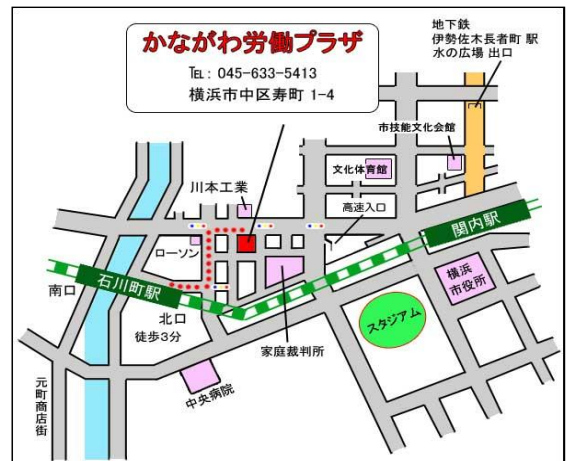 かながわ労働プラザ
TEL: 045-633-5413
横浜市中区寿町 1-4
地下鉄
伊勢佐木長者町 駅
水の広場 出口
市技能文化会館
文化体育館
川本工業
高速入口
関内駅
ローソン
横浜
市役所
石川町駅
南口
スタジアム
北口
徒歩3分
家庭裁判所
中央病院
元町商店街